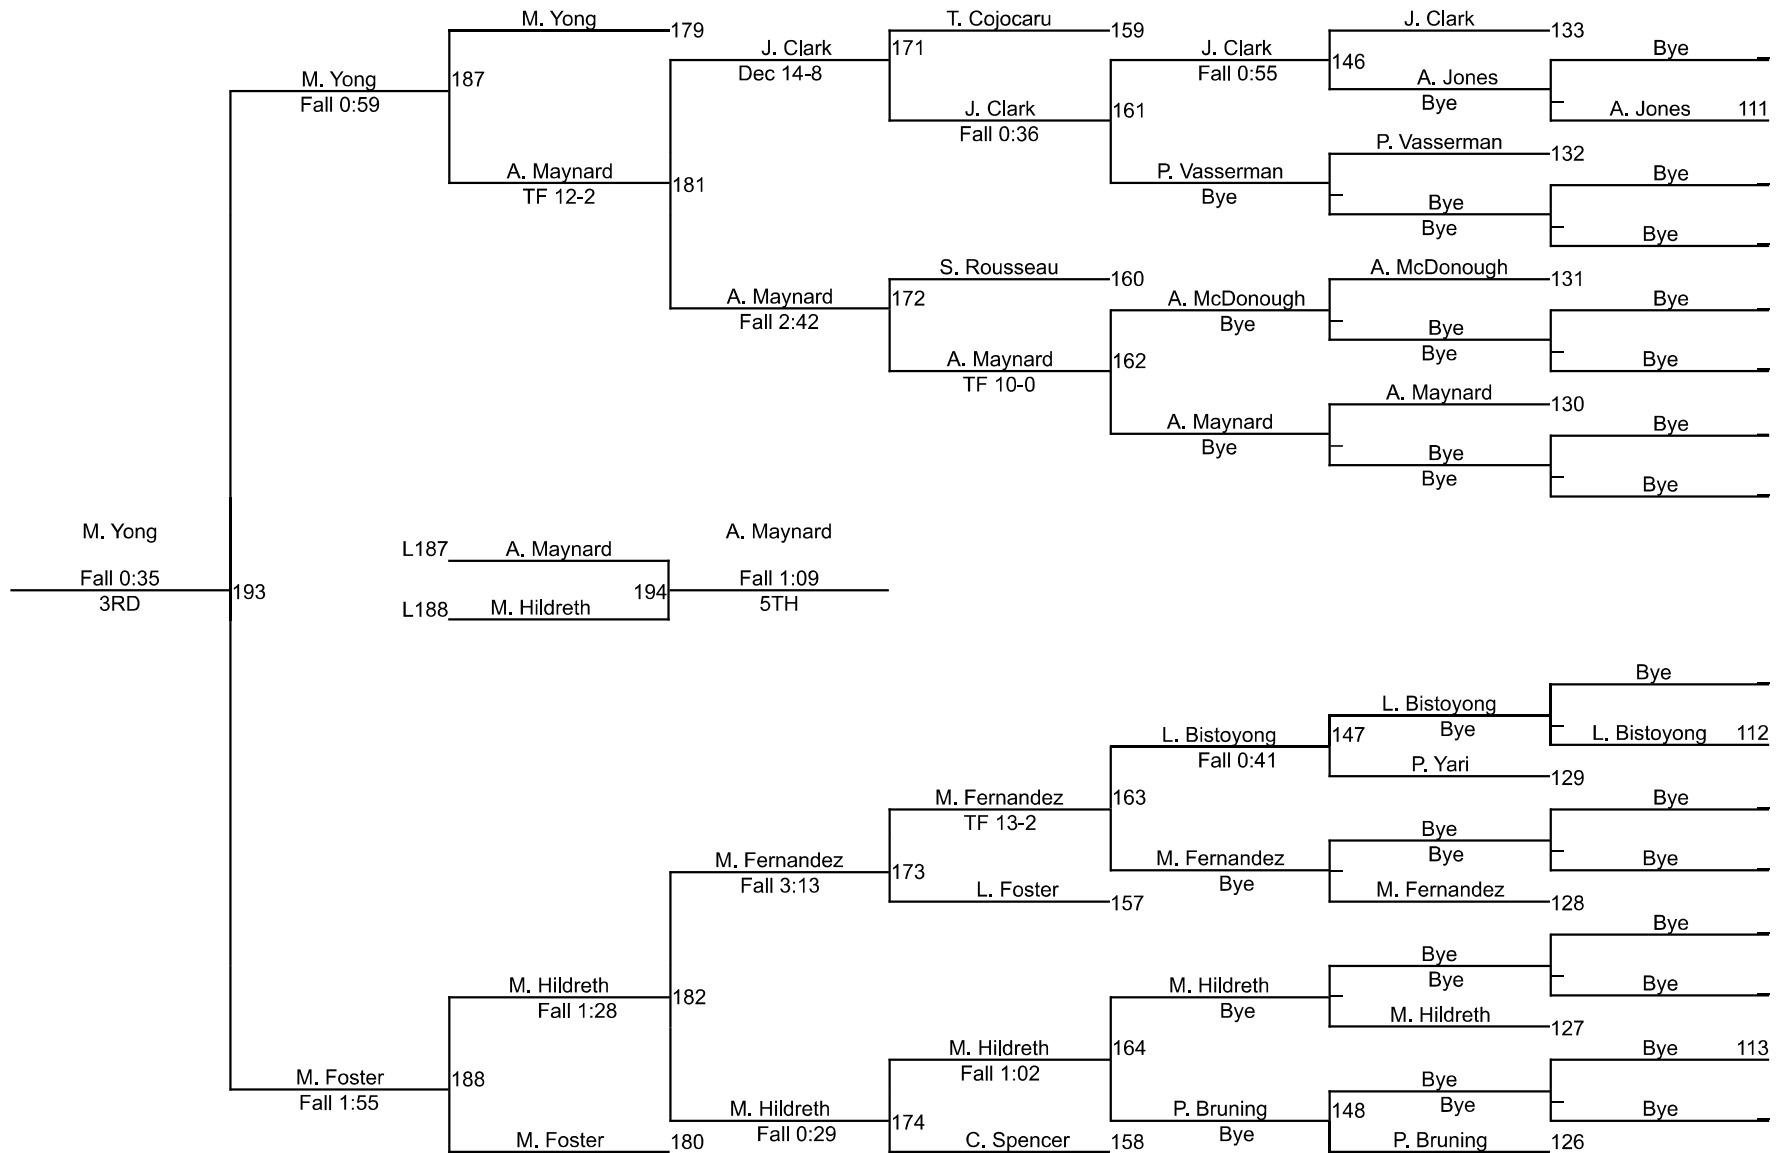 M. Yong 179
T. Cojocaru 159
J. Clark 133
J. Clark
Dec 14-8
171
J. Clark
Fall 0:55
146
Bye
M. Yong
Fall 0:59
187
A. Jones
Bye
J. Clark
Fall 0:36
161
A. Jones 111
P. Vasserman 132
A. Maynard
TF 12-2
181
P. Vasserman
Bye
Bye
Bye
Bye
Bye
S. Rousseau 160
A. McDonough 131
A. Maynard
Fall 2:42
172
A. McDonough
Bye
Bye
Bye
Bye
A. Maynard
TF 10-0
162
Bye
A. Maynard 130
A. Maynard
Bye
Bye
Bye
Bye
Bye
M. Yong
Fall 0:35
3RD
193
L187 A. Maynard
L188 M. Hildreth
194
A. Maynard
Fall 1:09
5TH
Bye
L. Bistoyong
Bye
L. Bistoyong
Fall 0:41
147
L. Bistoyong 112
P. Yari 129
M. Fernandez
TF 13-2
163
Bye
Bye
Bye
M. Fernandez
Fall 3:13
173
M. Fernandez
Bye
Bye
L. Foster 157
M. Fernandez 128
Bye
Bye
Bye
M. Hildreth
Fall 1:28
182
M. Hildreth
Bye
Bye
M. Hildreth 127
M. Hildreth
Fall 1:02
164
Bye 113
M. Foster
Fall 1:55
188
Bye
Bye
M. Hildreth
Fall 0:29
174
P. Bruning
Bye
148
Bye
M. Foster 180
C. Spencer 158
P. Bruning 126